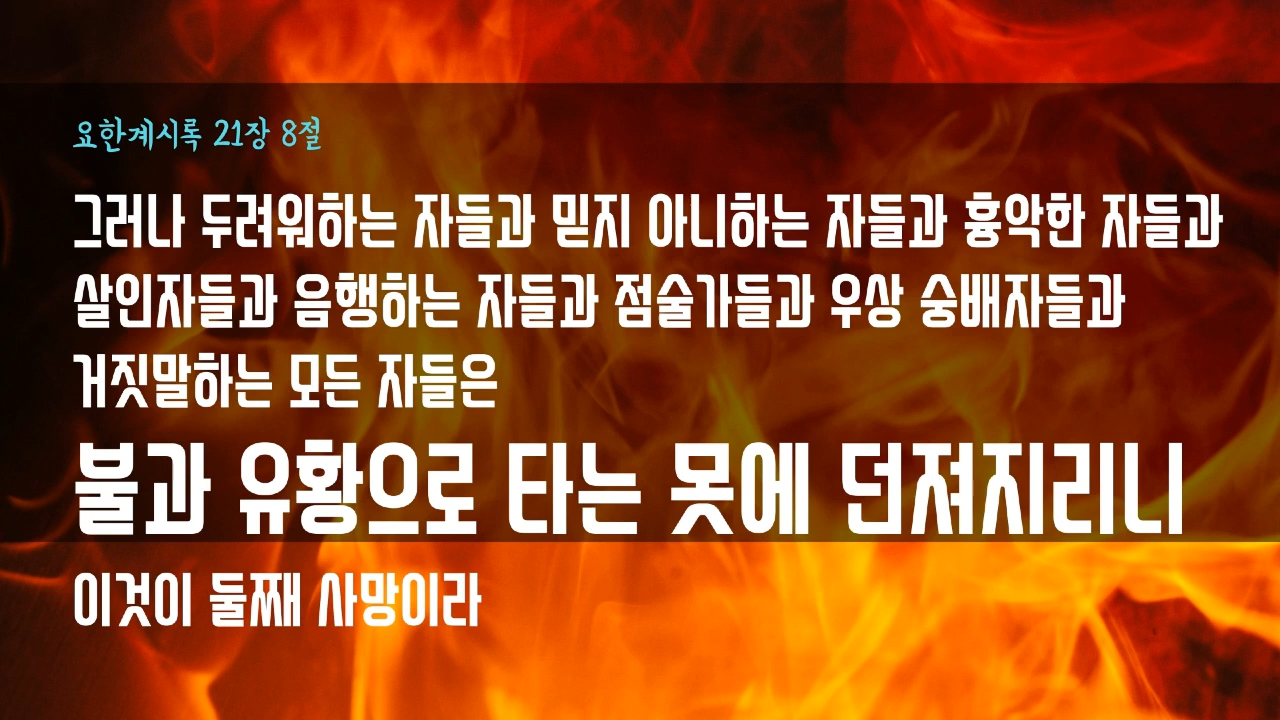 요한계시록 21장 8절
그러나 두려워하는 자들과 믿지 아니하는 자들과 흉악한 자들과
살인자들과 음행하는 자들과 점술가들과 우상 숭배자들과
거짓말하는 모든 자들은
불과 유황으로 타는 못에 던져지리니
이것이 둘째 사망이라